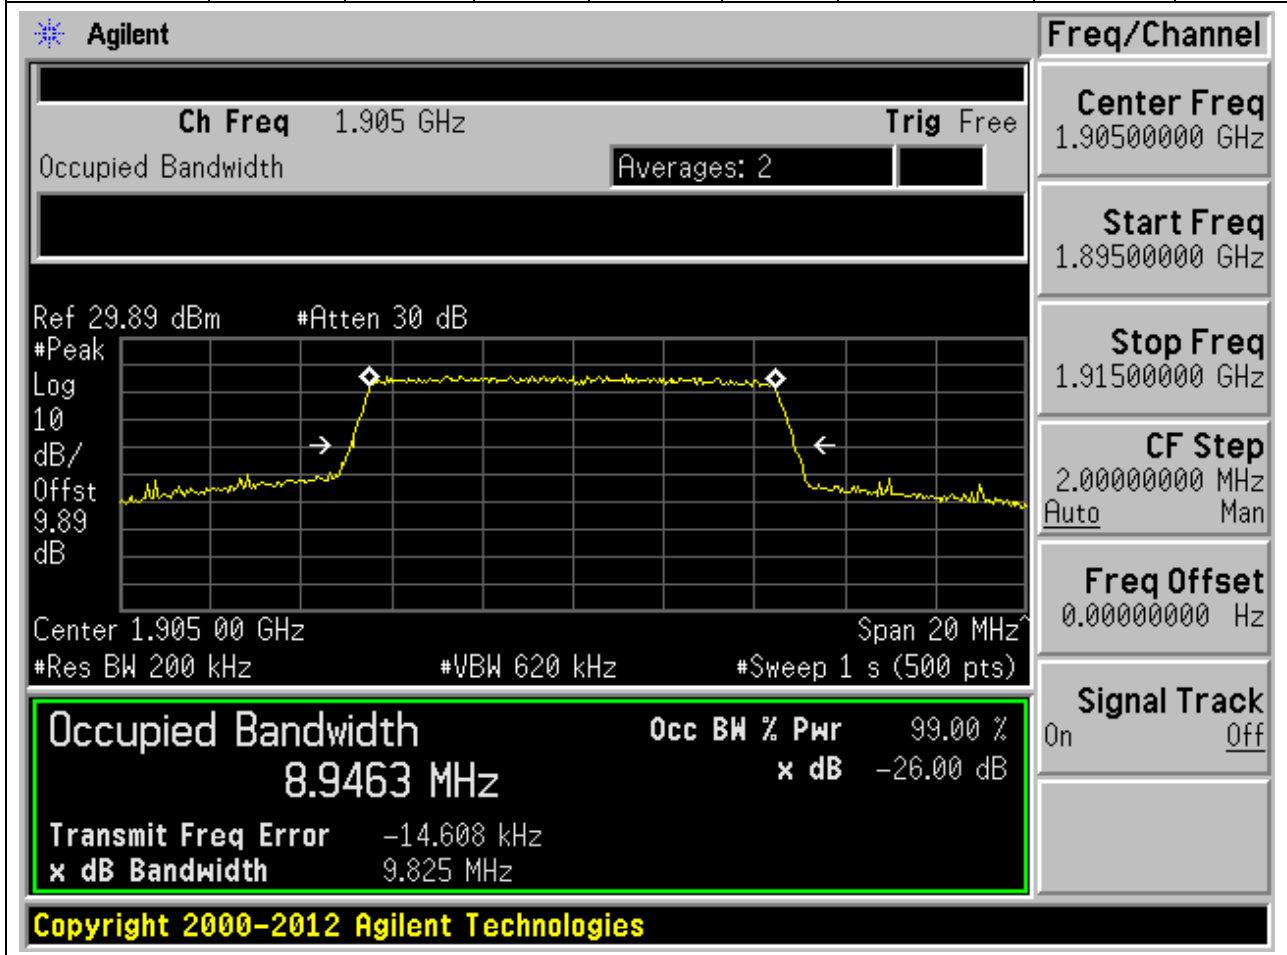 Agilent
Freq/Channel
Ch Freq 1.905 GHz Trig Free
Occupied Bandwidth Averages: 2
Center Freq
1.90500000 GHz
Start Freq
1.89500000 GHz
Stop Freq
1.91500000 GHz
CF Step
2.00000000 MHz
Auto Man
Freq Offset
0.00000000 Hz
Signal Track
On Off
Ref 29.89 dBm #Atten 30 dB
#Peak
Log
10
dB/
Offst
9.89
dB
Center 1.905 00 GHz Span 20 MHz^
#Res BW 200 kHz #VBW 620 kHz #Sweep 1 s (500 pts)
Occupied Bandwidth Occ BW % Pwr 99.00 %
8.9463 MHz x dB -26.00 dB
Transmit Freq Error -14.608 kHz
x dB Bandwidth 9.825 MHz
Copyright 2000-2012 Agilent Technologies